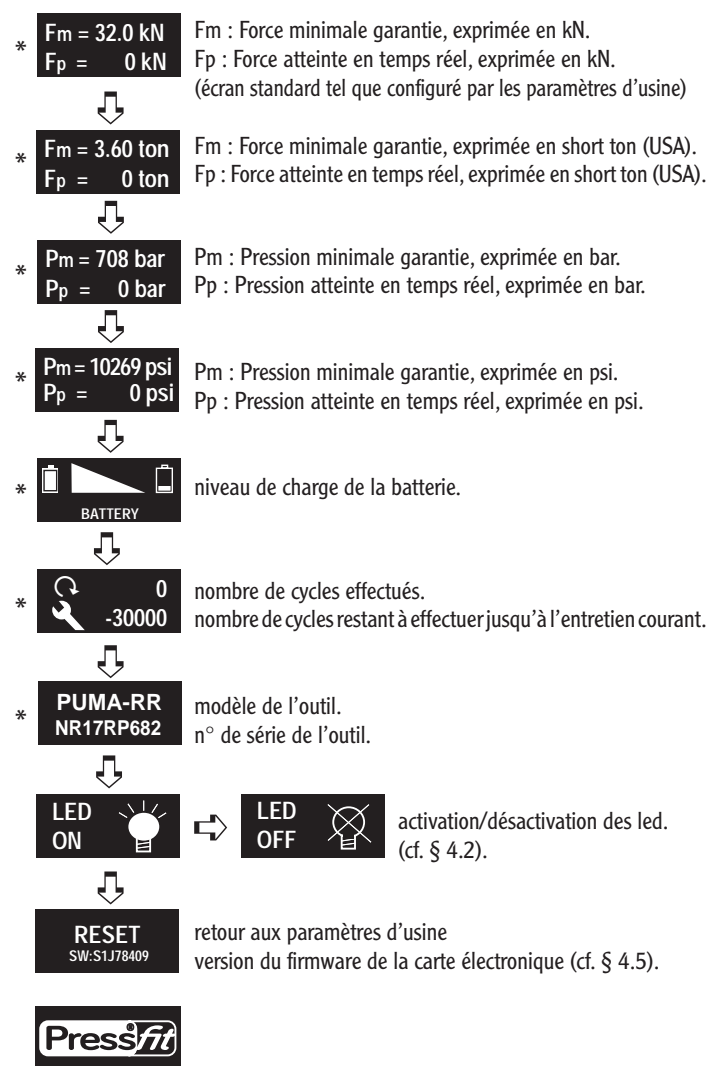 * Fm = 32.0 kN
Fp = 0 kN
Fm : Force minimale garantie, exprimée en kN.
Fp : Force atteinte en temps réel, exprimée en kN.
(écran standard tel que configuré par les paramètres d'usine)
* Fm = 3.60 ton
Fp = 0 ton
Fm : Force minimale garantie, exprimée en short ton (USA).
Fp : Force atteinte en temps réel, exprimée en short ton (USA).
* Pm = 708 bar
Pp = 0 bar
Pm : Pression minimale garantie, exprimée en bar.
Pp : Pression atteinte en temps réel, exprimée en bar.
* Pm = 10269 psi
Pp = 0 psi
Pm : Pression minimale garantie, exprimée en psi.
Pp : Pression atteinte en temps réel, exprimée en psi.
* BATTERY
niveau de charge de la batterie.
* 0
-30000
nombre de cycles effectués.
nombre de cycles restant à effectuer jusqu'à l'entretien courant.
* PUMA-RR
NR17RP682
modèle de l'outil.
n° de série de l'outil.
LED
ON
LED
OFF
activation/désactivation des led.
(cf. § 4.2).
RESET
SW:S1J78409
retour aux paramètres d'usine
version du firmware de la carte électronique (cf. § 4.5).
Pressfit®